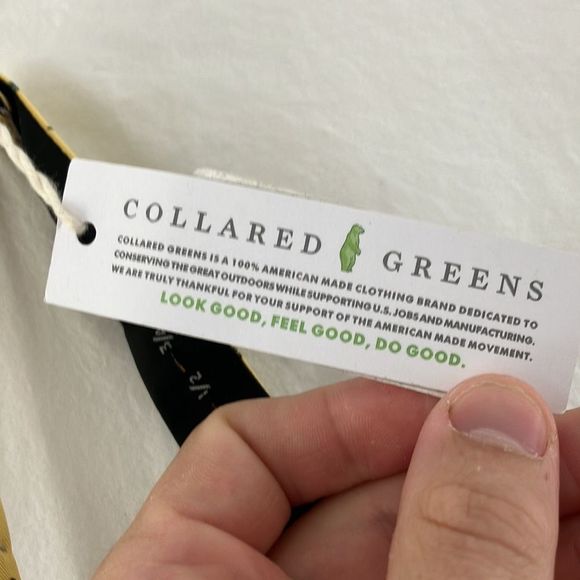 COLLARED GREENS
COLLARED GREENS IS A 100% AMERICAN MADE CLOTHING BRAND DEDICATED TO
CONSERVING THE GREAT OUTDOORS WHILE SUPPORTING U.S. JOBS AND MANUFACTURING.
WE ARE TRULY THANKFUL FOR YOUR SUPPORT OF THE AMERICAN MADE MOVEMENT.
LOOK GOOD, FEEL GOOD, DO GOOD.